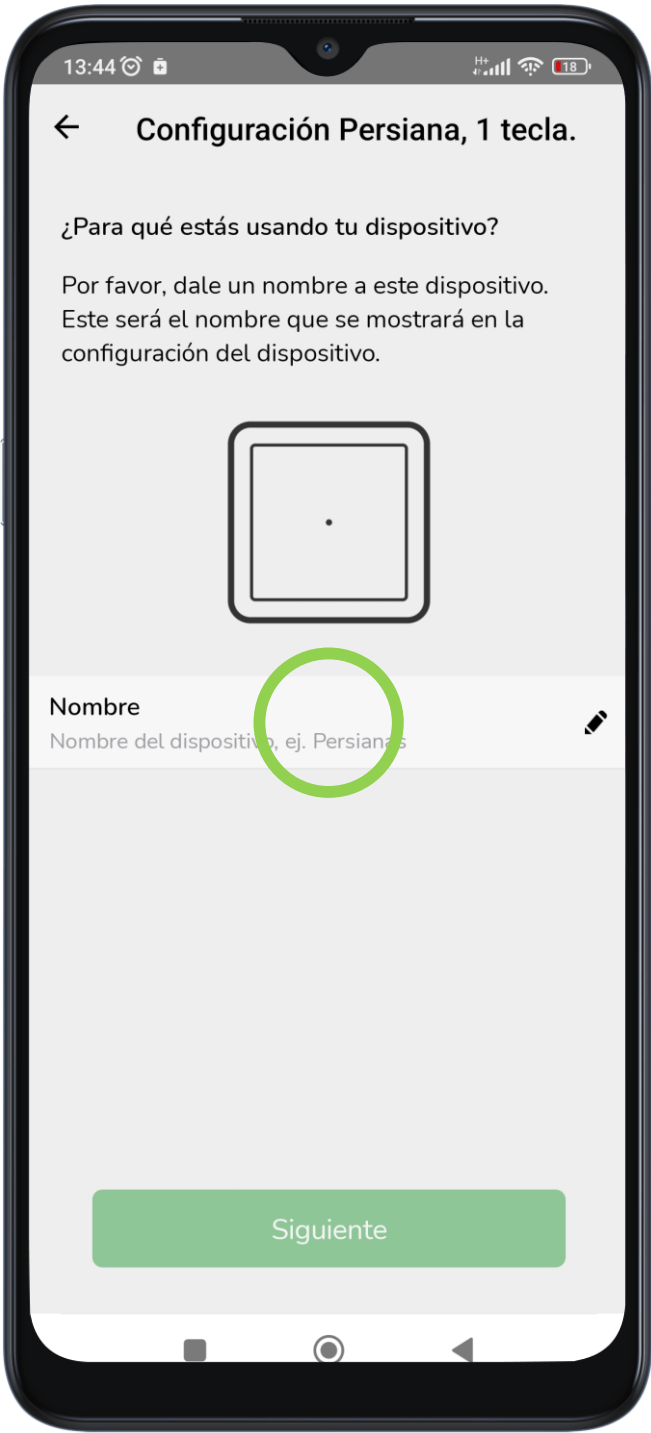 13:44
H+
18
Configuración Persiana, 1 tecla.
¿Para qué estás usando tu dispositivo?
Por favor, dale un nombre a este dispositivo.
Este será el nombre que se mostrará en la
configuración del dispositivo.
Nombre
Nombre del dispositivo, ej. Persianas
Siguiente